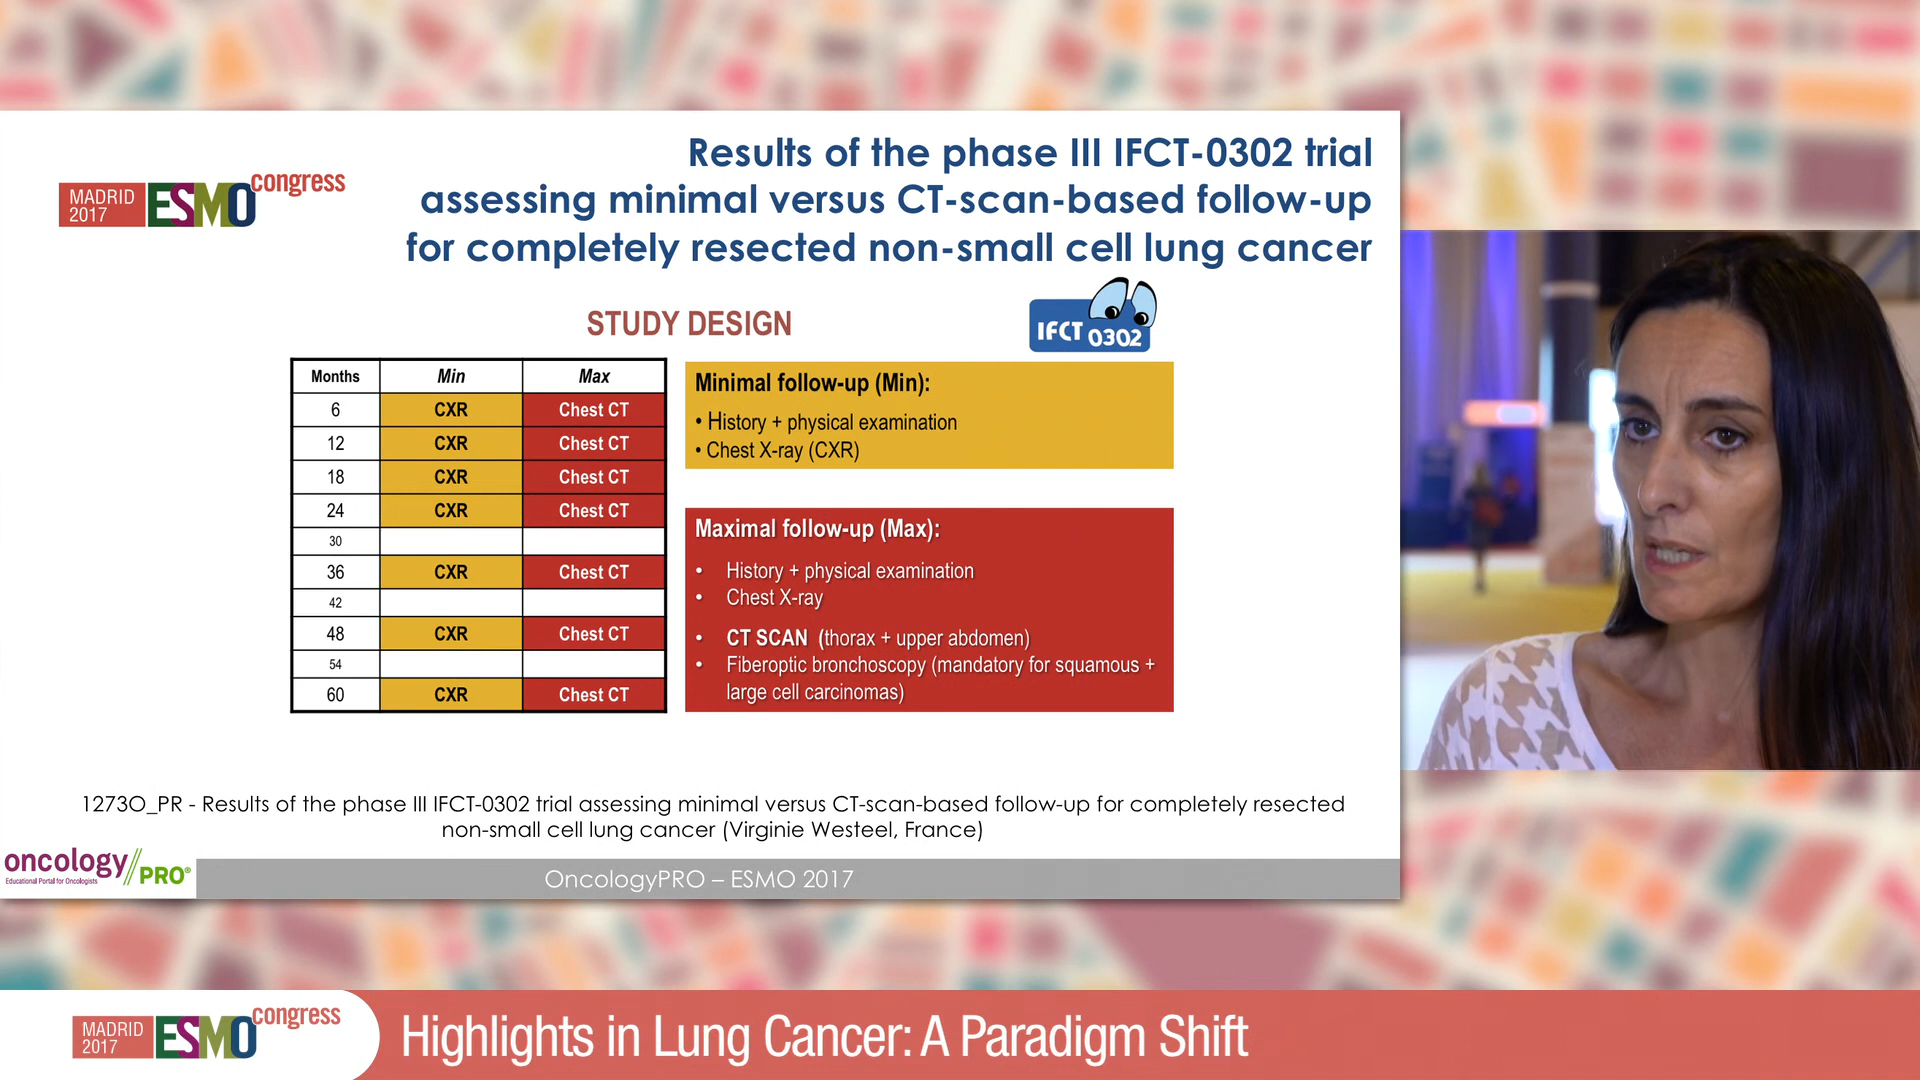 Results of the phase III IFCT-0302 trial
assessing minimal versus CT-scan-based follow-up
for completely resected non-small cell lung cancer
MADRID
2017
ESMO
congress
STUDY DESIGN
IFCT 0302
Months Min Max
6 CXR Chest CT
12 CXR Chest CT
18 CXR Chest CT
24 CXR Chest CT
30
36 CXR Chest CT
42
48 CXR Chest CT
54
60 CXR Chest CT
Minimal follow-up (Min):
• History + physical examination
• Chest X-ray (CXR)
Maximal follow-up (Max):
• History + physical examination
• Chest X-ray
• CT SCAN (thorax + upper abdomen)
• Fiberoptic bronchoscopy (mandatory for squamous +
large cell carcinomas)
1273O_PR - Results of the phase III IFCT-0302 trial assessing minimal versus CT-scan-based follow-up for completely resected
non-small cell lung cancer (Virginie Westeel, France)
oncology//PRO®
Educational Portal for Oncologists
OncologyPRO – ESMO 2017
MADRID
2017
ESMO
congress
Highlights in Lung Cancer: A Paradigm Shift